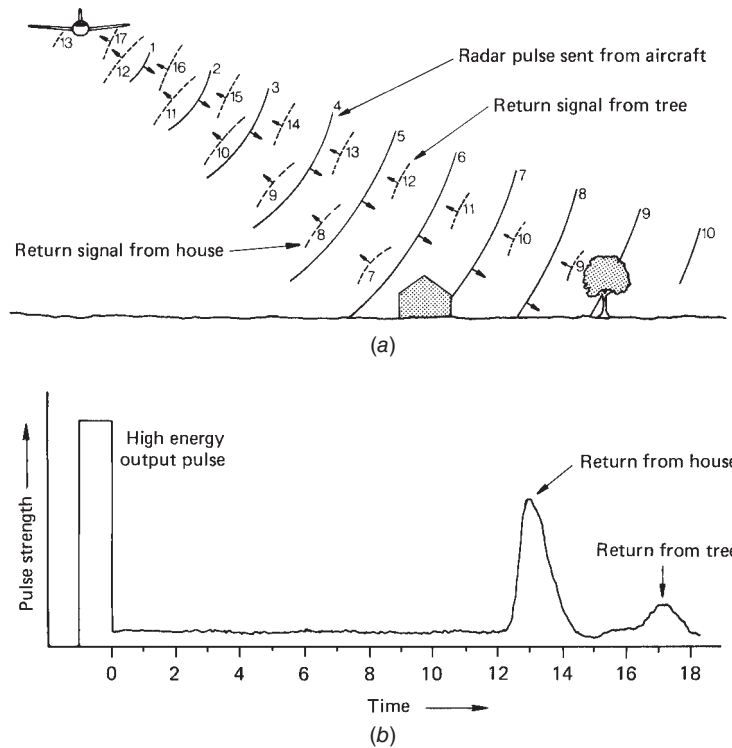 13
17
12
1
16
11
2
15
10
3
14
9
4
13
8
5
12
7
6
11
7
10
8
9
9
10
Radar pulse sent from aircraft
Return signal from tree
Return signal from house
(a)
Pulse strength
High energy
output pulse
Return from house
Return from tree
0 2 4 6 8 10 12 14 16 18
Time
(b)